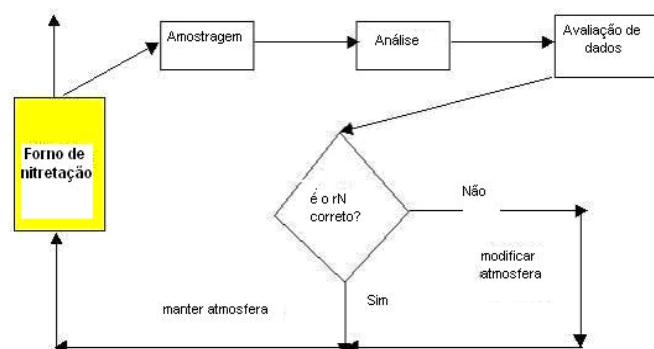 Amostragem
Análise
Avaliação de
dados
Forno de
nitretação
é o rN
correto?
Não
modificar
atmosfera
Sim
manter atmosfera